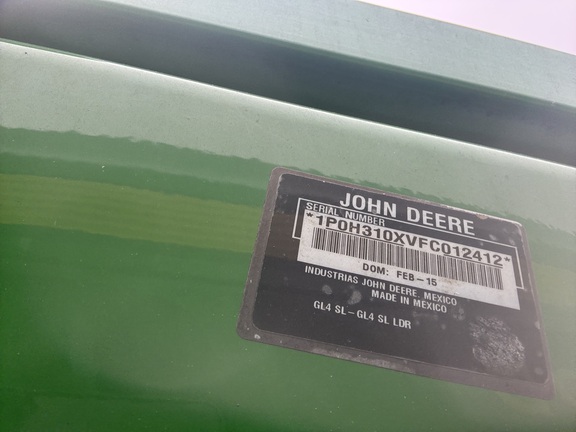 JOHN DEERE
SERIAL NUMBER
*1P0H310XVFC012412*
DOM: FEB-15
INDUSTRIAS JOHN DEERE, MEXICO
MADE IN MEXICO
GL4 SL-GL4 SL LDR